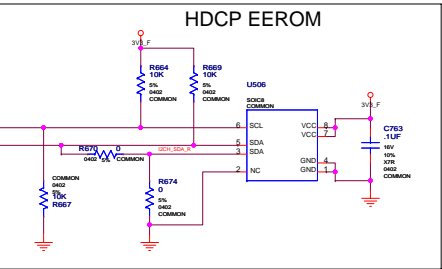 HDCP EEROM
3V3_F
R664
10K
5%
0402
COMMON
R669
10K
5%
0402
COMMON
U506
SOIC8
COMMON
6 SCL
5 SDA
3 SDA
2 NC
VCC 8
VCC 7
GND 4
GND 1
3V3_F
C763
.1UF
16V
10%
X7R
0402
COMMON
R670 0
0402 5% COMMON
I2CH_SDA_R
R674
0
5%
0402
COMMON
COMMON
0402
5%
10K
R667